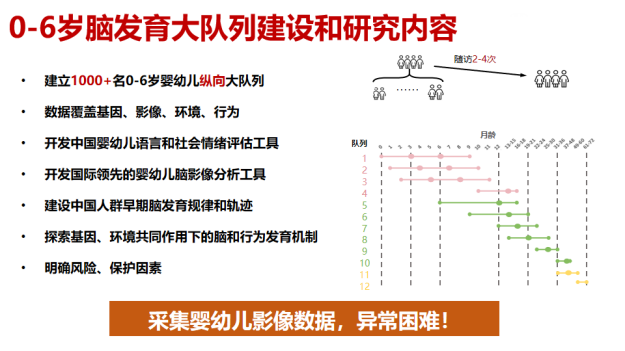 0-6岁脑发育大队列建设和研究内容
• 建立1000+名0-6岁婴幼儿纵向大队列
• 数据覆盖基因、影像、环境、行为
• 开发中国婴幼儿语言和社会情绪评估工具
• 开发国际领先的婴幼儿脑影像分析工具
• 建设中国人群早期脑发育规律和轨迹
• 探索基因、环境共同作用下的脑和行为发育机制
• 明确风险、保护因素
随访2-4次
……
月龄
队列
0 1 2 3 4 5 6 7 8 9 10 11 12 13-15 16-18 19-21 22-24 25-30 31-36 37-48 49-60 61-72
1
2
3
4
5
6
7
8
9
10
11
12
采集婴幼儿影像数据，异常困难！